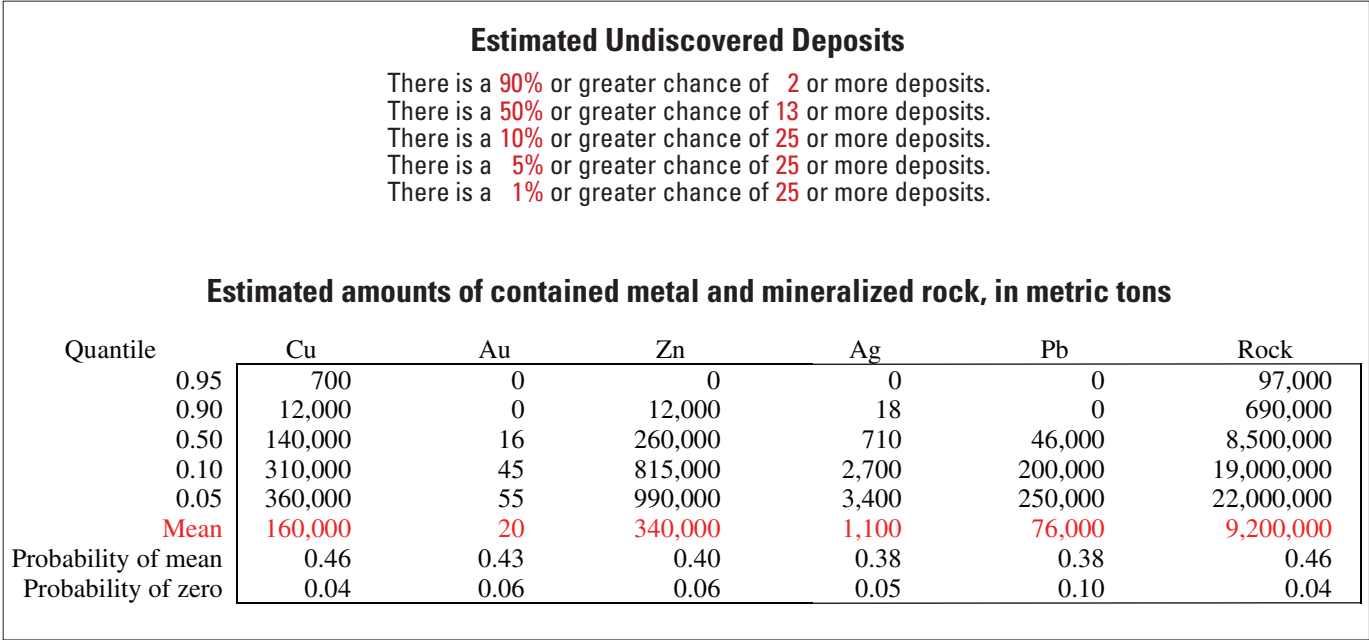 Estimated Undiscovered Deposits
There is a 90% or greater chance of 2 or more deposits.
There is a 50% or greater chance of 13 or more deposits.
There is a 10% or greater chance of 25 or more deposits.
There is a 5% or greater chance of 25 or more deposits.
There is a 1% or greater chance of 25 or more deposits.
Estimated amounts of contained metal and mineralized rock, in metric tons
Quantile Cu Au Zn Ag Pb Rock
0.95 700 0 0 0 0 97,000
0.90 12,000 0 12,000 18 0 690,000
0.50 140,000 16 260,000 710 46,000 8,500,000
0.10 310,000 45 815,000 2,700 200,000 19,000,000
0.05 360,000 55 990,000 3,400 250,000 22,000,000
Mean 160,000 20 340,000 1,100 76,000 9,200,000
Probability of mean 0.46 0.43 0.40 0.38 0.38 0.46
Probability of zero 0.04 0.06 0.06 0.05 0.10 0.04